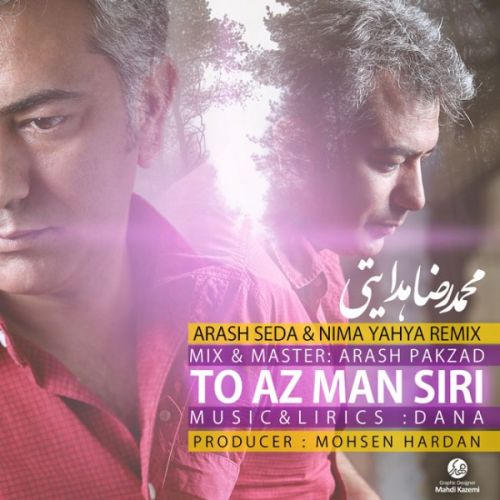 محمدرضا هدایتی
ARASH SEDA & NIMA YAHYA REMIX
MIX & MASTER: ARASH PAKZAD
TO AZ MAN SIRI
MUSIC&LIRICS :DANA
PRODUCER : MOHSEN HARDAN
Graphic Designer
Mahdi Kazemi